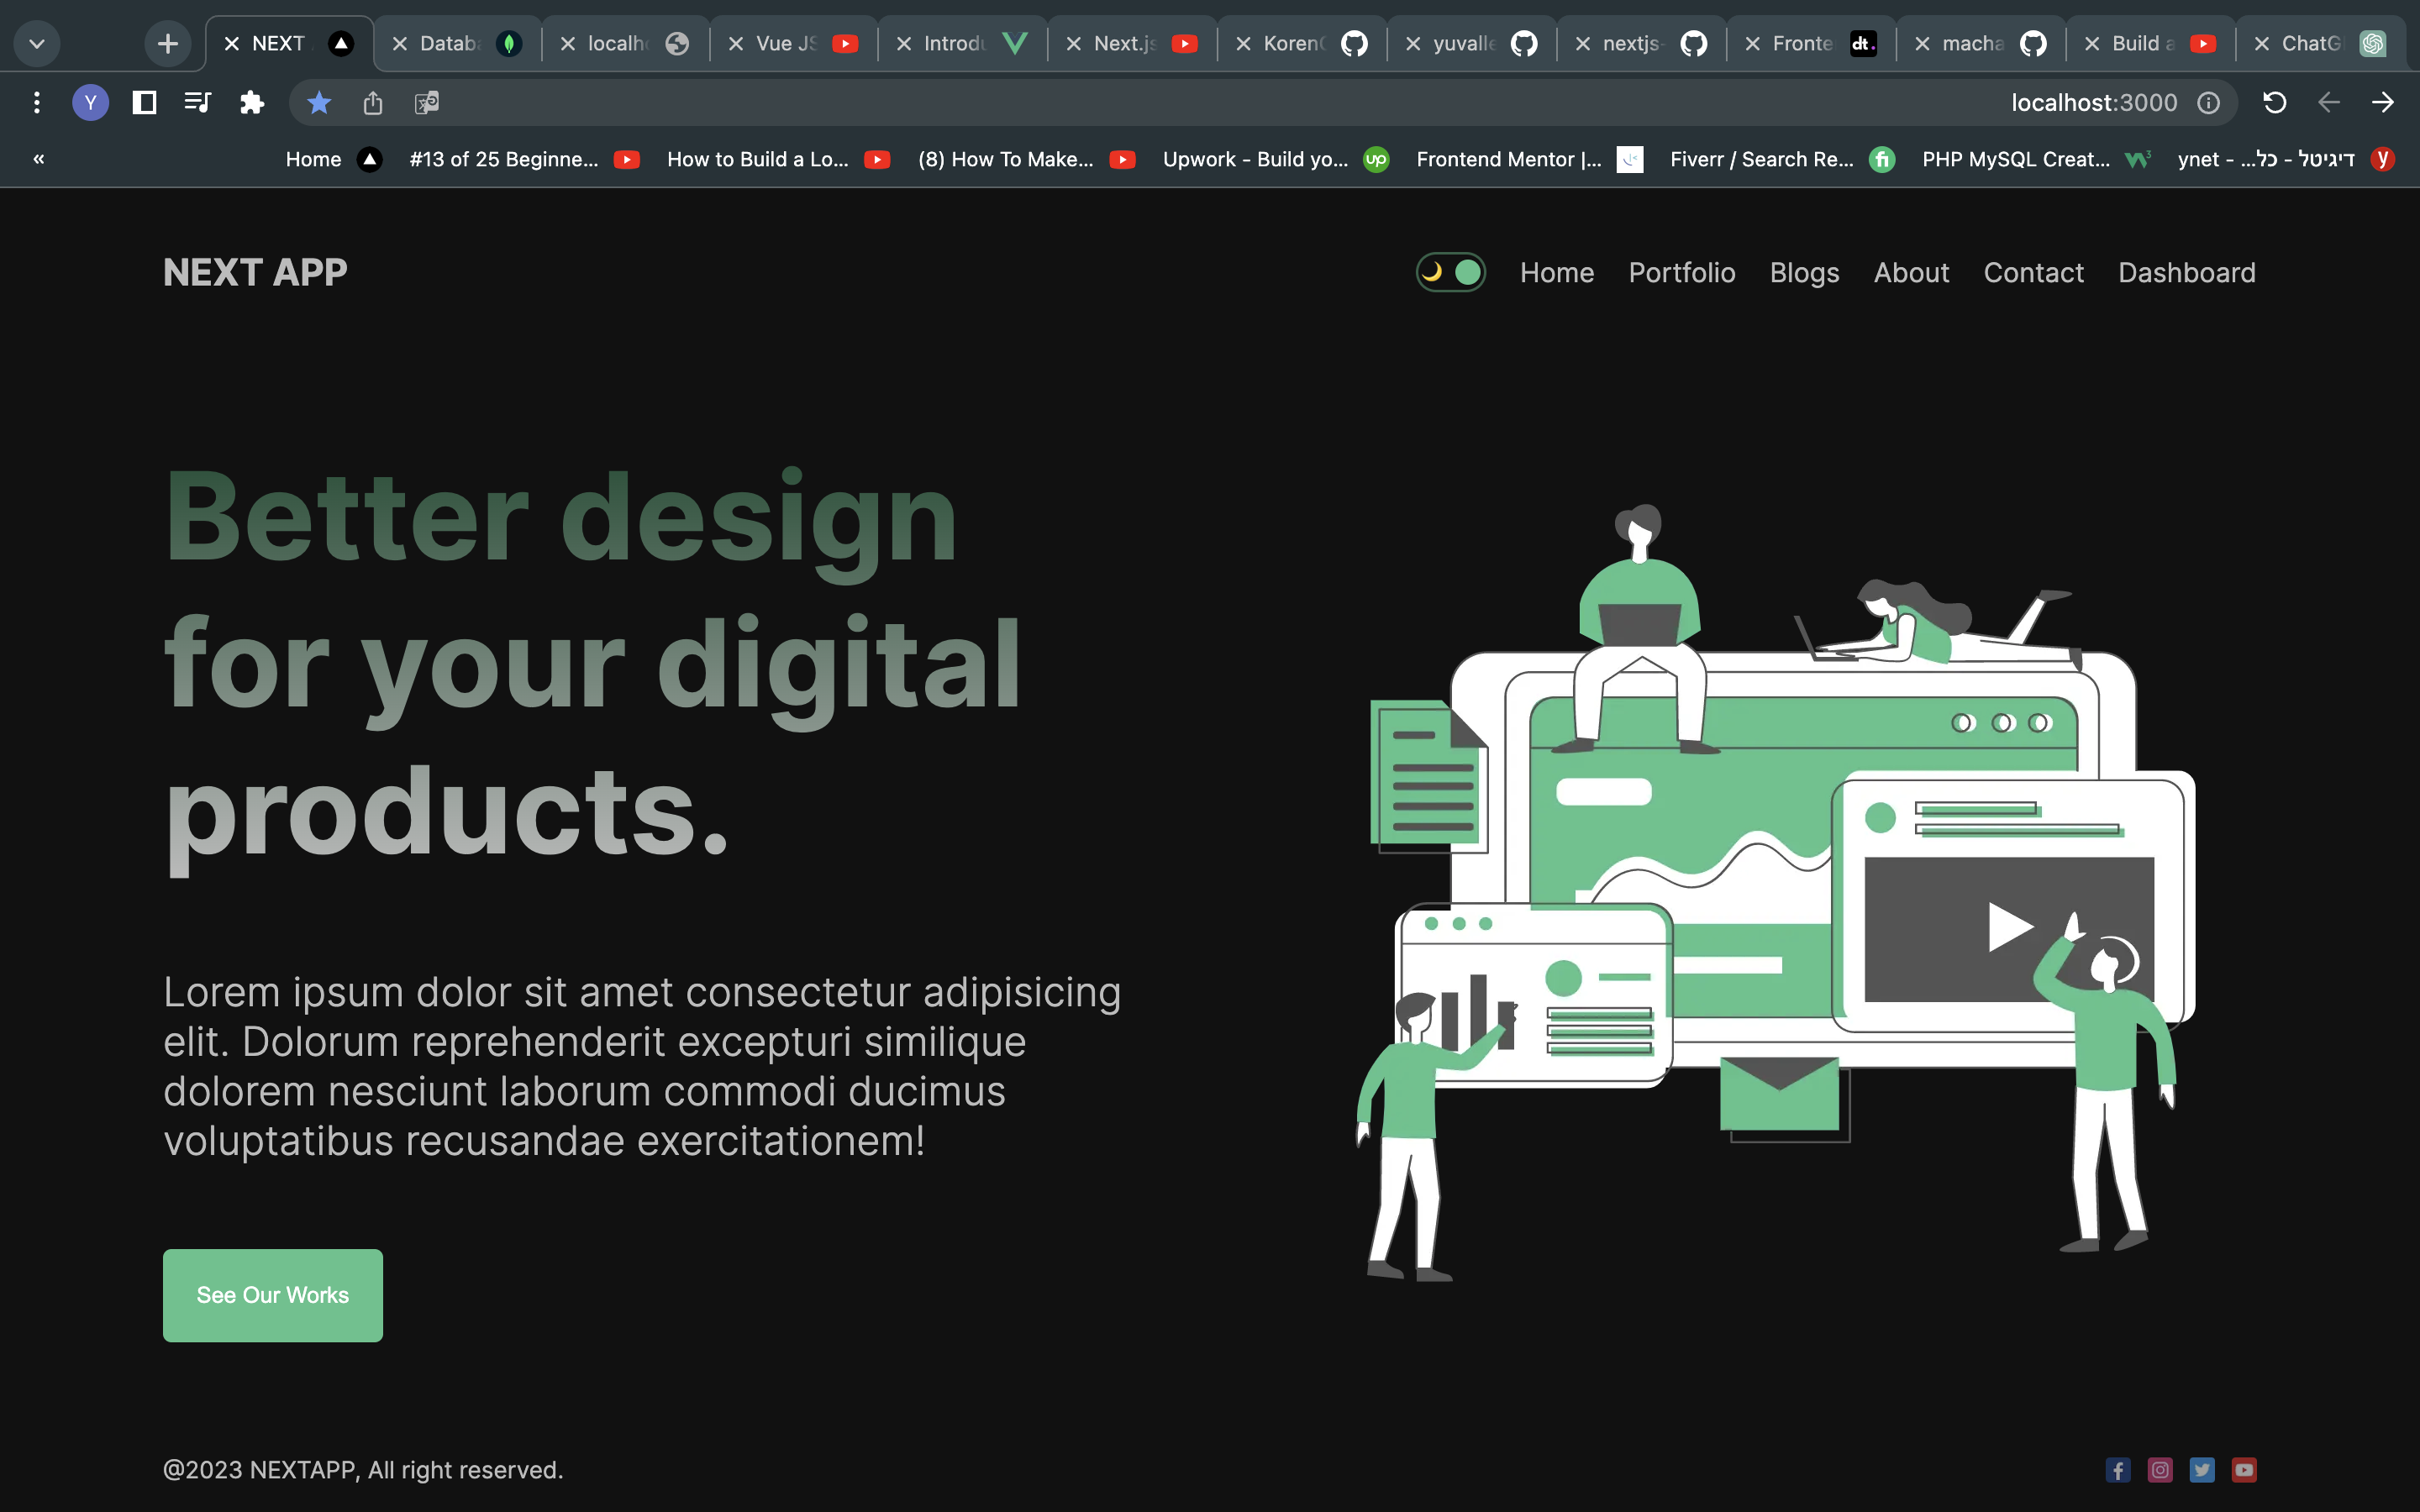 NEXT
Datab
localh
Vue JS
Introdu
Next.js
Koren
yuvalle
nextjs-
Fronte
dt.
macha
Build a
ChatG
Y
localhost:3000
«
Home
#13 of 25 Beginne...
How to Build a Lo...
(8) How To Make...
Upwork - Build yo...
up
Frontend Mentor |...
Fiverr / Search Re...
fi
PHP MySQL Creat...
ynet - ...דיגיטל - כל
y
NEXT APP
Home
Portfolio
Blogs
About
Contact
Dashboard
Better design
for your digital
products.
Lorem ipsum dolor sit amet consectetur adipisicing
elit. Dolorum reprehenderit excepturi similique
dolorem nesciunt laborum commodi ducimus
voluptatibus recusandae exercitationem!
See Our Works
@2023 NEXTAPP, All right reserved.